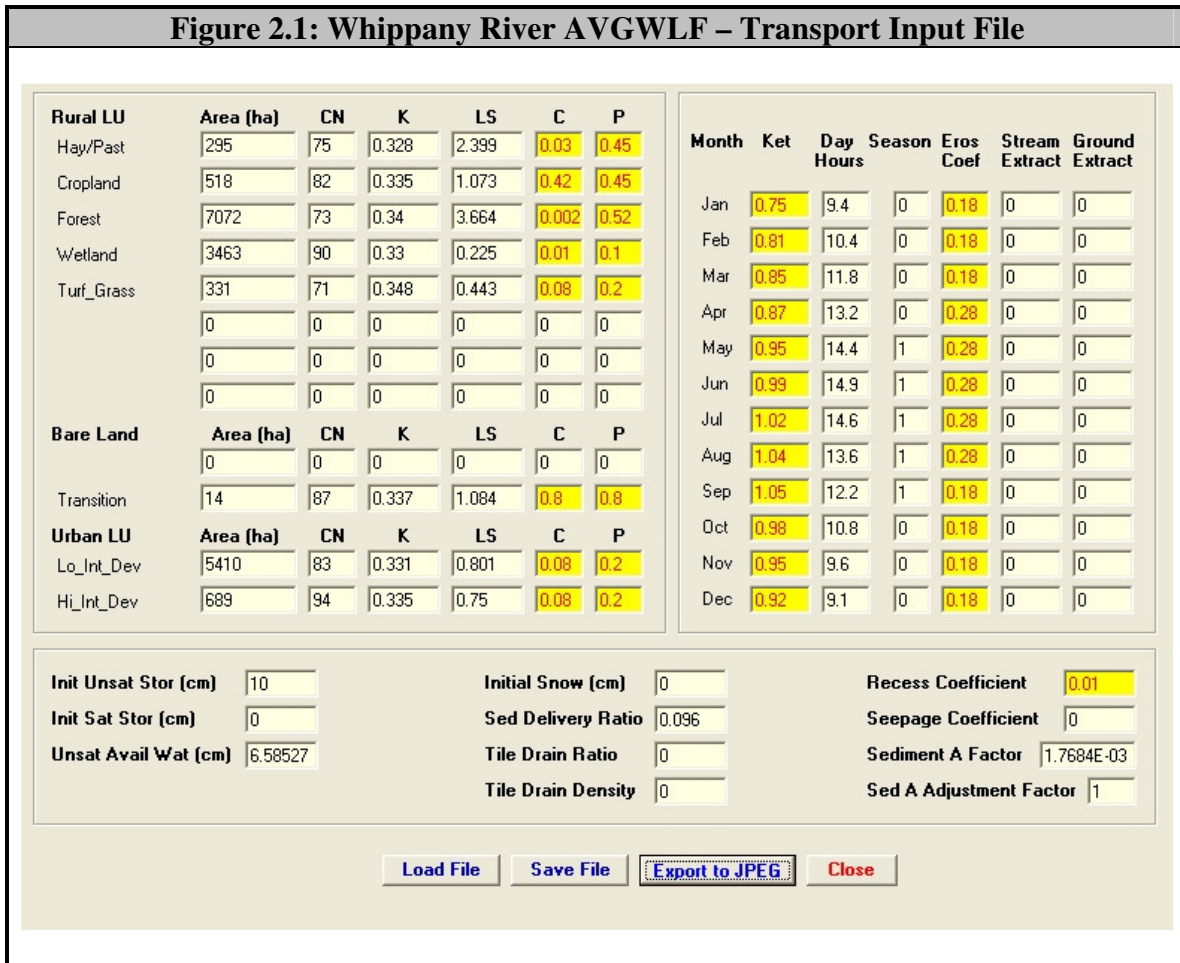 Figure 2.1: Whippany River AVGWLF – Transport Input File
Rural LU Area (ha) CN K LS C P
Hay/Past 295 75 0.328 2.399 0.03 0.45
Cropland 518 82 0.335 1.073 0.42 0.45
Forest 7072 73 0.34 3.664 0.002 0.52
Wetland 3463 90 0.33 0.225 0.01 0.1
Turf_Grass 331 71 0.348 0.443 0.08 0.2
0 0 0 0 0 0
0 0 0 0 0 0
0 0 0 0 0 0
Bare Land Area (ha) CN K LS C P
0 0 0 0 0 0
Transition 14 87 0.337 1.084 0.8 0.8
Urban LU Area (ha) CN K LS C P
Lo_Int_Dev 5410 83 0.331 0.801 0.08 0.2
Hi_Int_Dev 689 94 0.335 0.75 0.08 0.2
Month Ket Day Season Eros Stream Ground
Hours Coef Extract Extract
Jan 0.75 9.4 0 0.18 0 0
Feb 0.81 10.4 0 0.18 0 0
Mar 0.85 11.8 0 0.18 0 0
Apr 0.87 13.2 0 0.28 0 0
May 0.95 14.4 1 0.28 0 0
Jun 0.99 14.9 1 0.28 0 0
Jul 1.02 14.6 1 0.28 0 0
Aug 1.04 13.6 1 0.28 0 0
Sep 1.05 12.2 1 0.18 0 0
Oct 0.98 10.8 0 0.18 0 0
Nov 0.95 9.6 0 0.18 0 0
Dec 0.92 9.1 0 0.18 0 0
Init Unsat Stor (cm) 10 Initial Snow (cm) 0 Recess Coefficient 0.01
Init Sat Stor (cm) 0 Sed Delivery Ratio 0.096 Seepage Coefficient 0
Unsat Avail Wat (cm) 6.58527 Tile Drain Ratio 0 Sediment A Factor 1.7684E-03
Tile Drain Density 0 Sed A Adjustment Factor 1
Load File Save File Export to JPEG Close